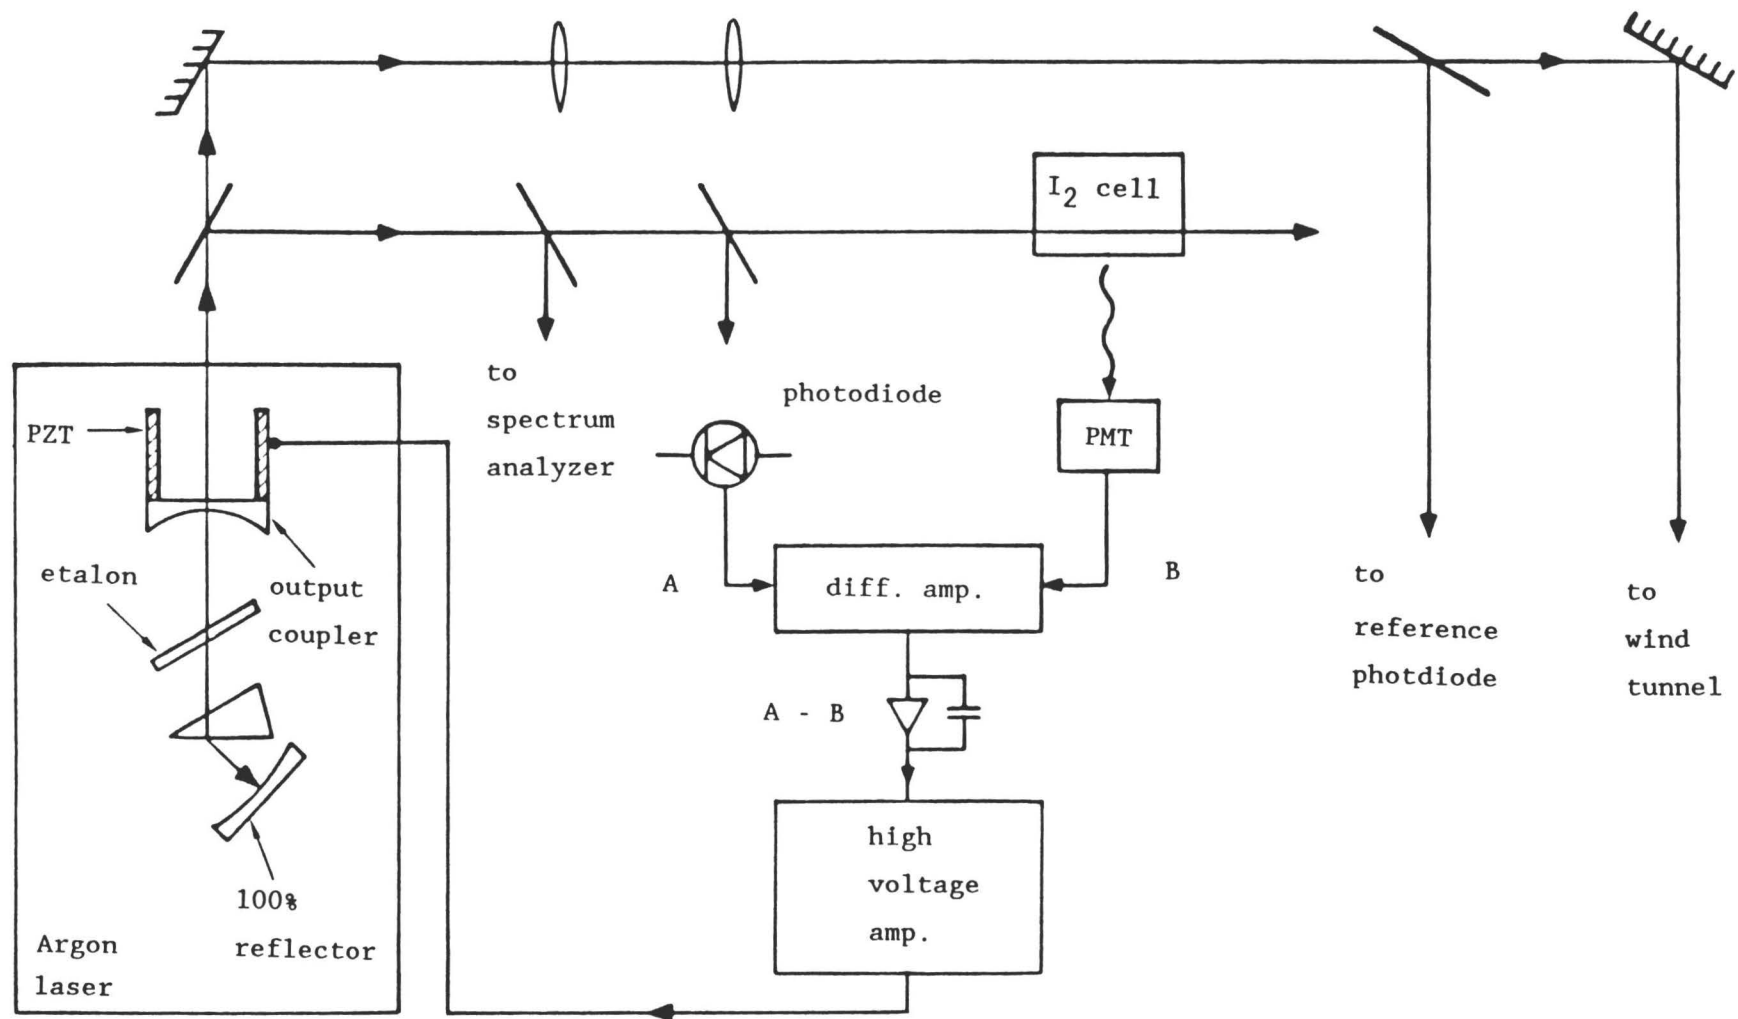 I2 cell
to
spectrum
analyzer
photodiode
PZT
PMT
etalon
output
coupler
A
diff. amp.
B
to
reference
photdiode
to
wind
tunnel
A - B
high
voltage
amp.
100%
reflector
Argon
laser